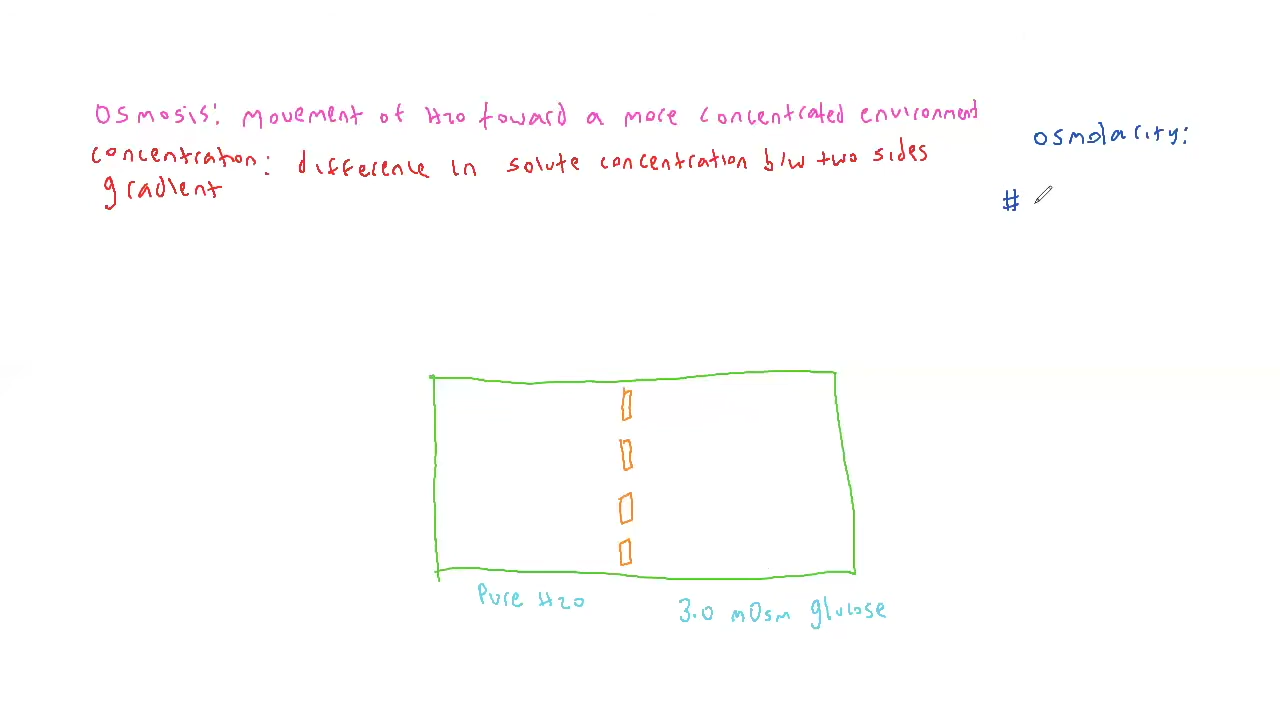 Osmosis: movement of H2O toward a more concentrated environment
concentration: difference in solute concentration b/w two sides
gradient
osmolarity:
#
Pure H2O
3.0 mOsm glucose